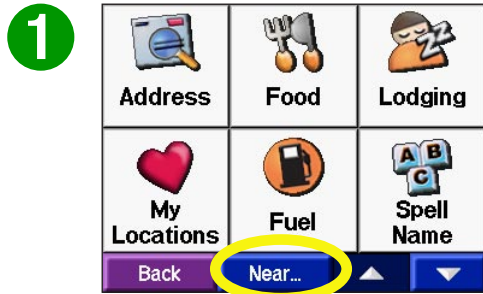 1
Address Food Lodging
A B
C
My Locations Fuel Spell Name
Back Near...